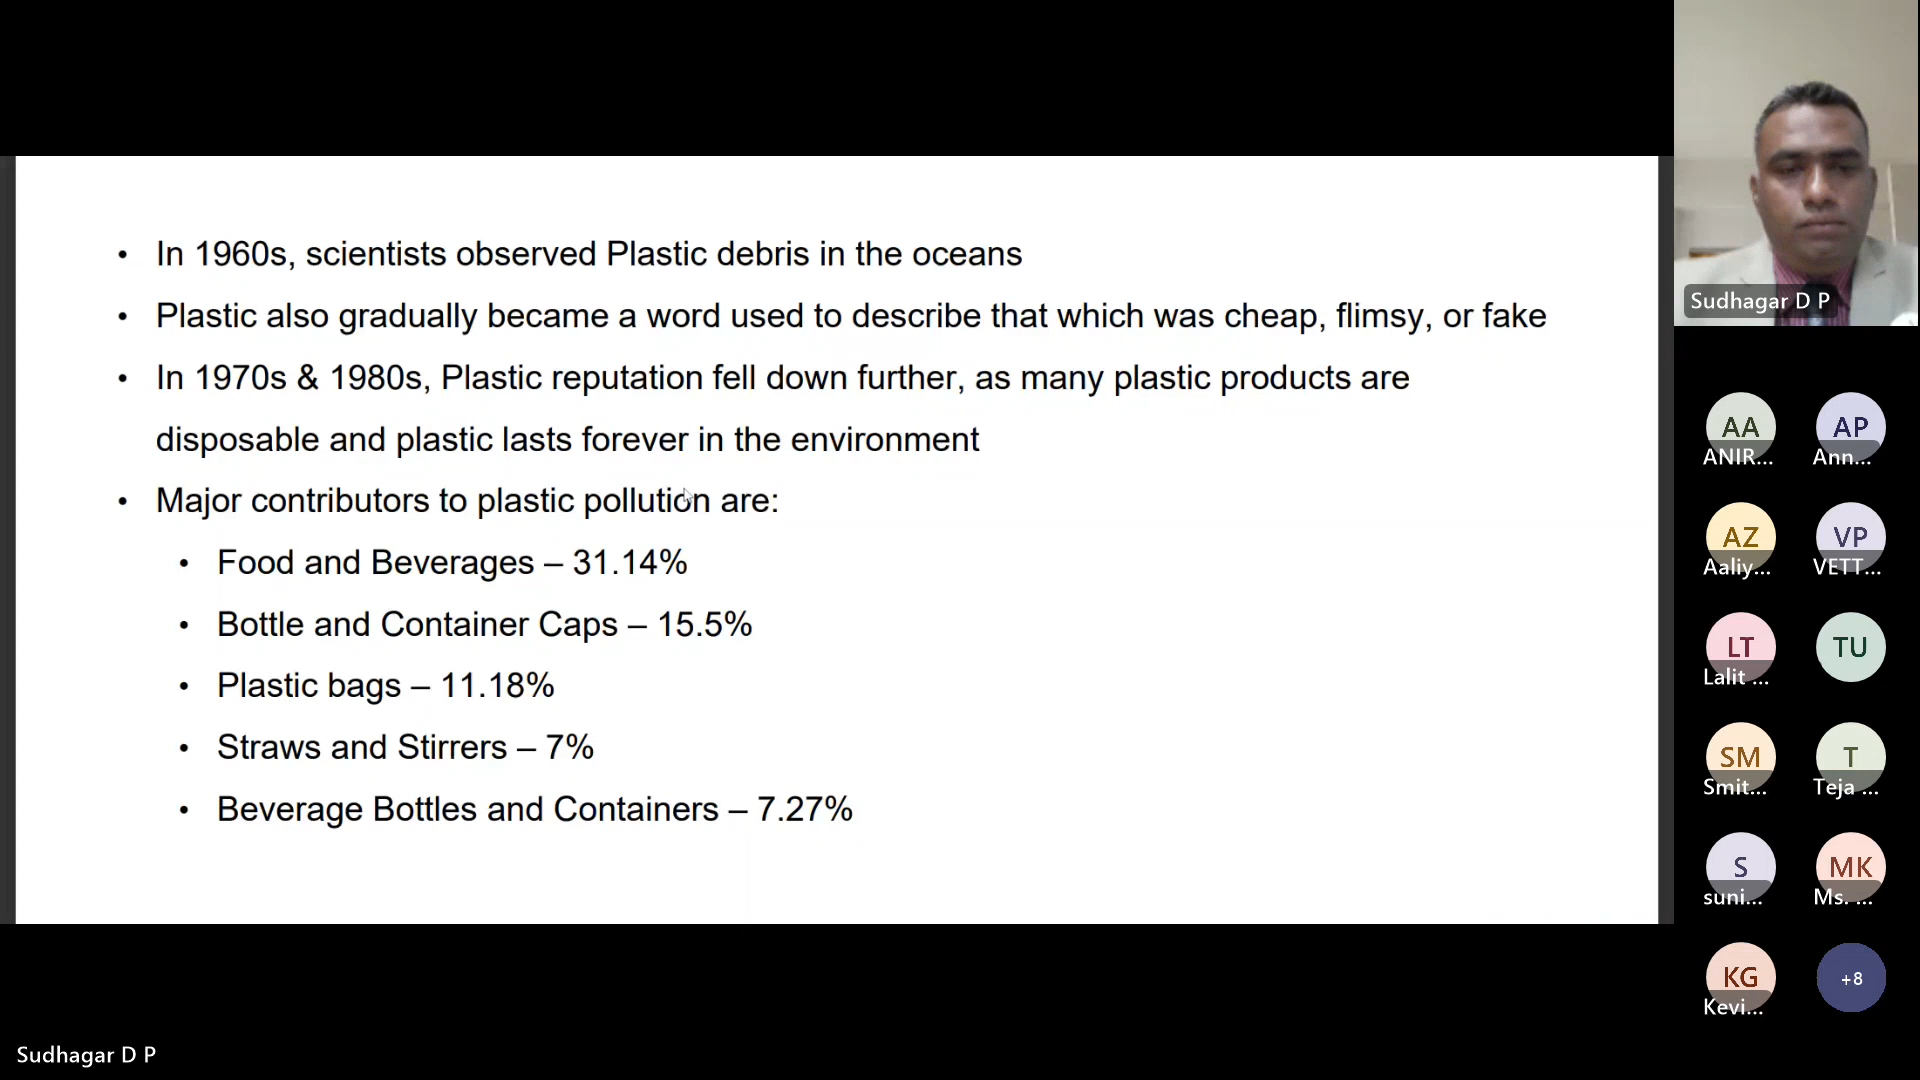 • In 1960s, scientists observed Plastic debris in the oceans
• Plastic also gradually became a word used to describe that which was cheap, flimsy, or fake
• In 1970s & 1980s, Plastic reputation fell down further, as many plastic products are
disposable and plastic lasts forever in the environment
• Major contributors to plastic pollution are:
• Food and Beverages – 31.14%
• Bottle and Container Caps – 15.5%
• Plastic bags – 11.18%
• Straws and Stirrers – 7%
• Beverage Bottles and Containers – 7.27%
Sudhagar D P
Sudhagar D P
AA AP
ANIR... Ann...
AZ VP
Aaliy... VETT...
LT TU
Lalit ...
SM T
Smit... Teja ...
S MK
suni... Ms. ...
KG +8
Kevi...